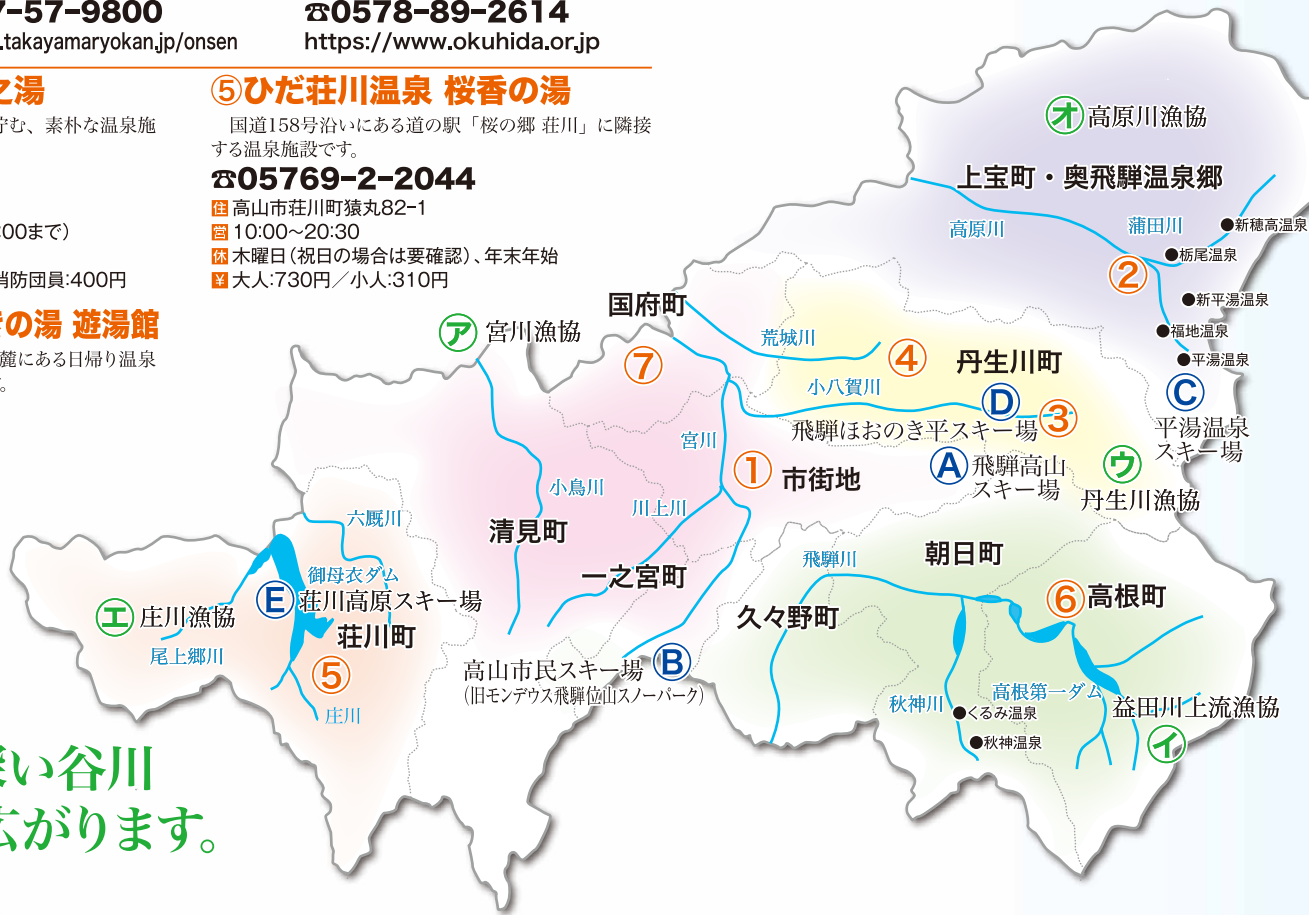 7-57-9800
.takayamaryokan.jp/onsen
☎0578-89-2614
https://www.okuhida.or.jp
之湯
佇む、素朴な温泉施
:00まで）
消防団員:400円
きの湯 遊湯館
麓にある日帰り温泉
。
⑤ひだ荘川温泉 桜香の湯
国道158号沿いにある道の駅「桜の郷 荘川」に隣接
する温泉施設です。
☎05769-2-2044
住 高山市荘川町猿丸82-1
営 10:00～20:30
休 木曜日（祝日の場合は要確認）、年末年始
¥ 大人:730円／小人:310円
オ 高原川漁協
上宝町・奥飛騨温泉郷
高原川
蒲田川
●新穂高温泉
●栃尾温泉
②
●新平湯温泉
●福地温泉
●平湯温泉
C
平湯温泉
スキー場
国府町
ア 宮川漁協
荒城川
⑦
④
丹生川町
小八賀川
D
③
飛騨ほおのき平スキー場
宮川
①
市街地
A 飛騨高山
スキー場
ウ
丹生川漁協
小鳥川
川上川
清見町
六厩川
一之宮町
飛騨川
朝日町
御母衣ダム
E 荘川高原スキー場
エ 庄川漁協
荘川町
尾上郷川
⑤
庄川
久々野町
⑥高根町
高山市民スキー場 B
（旧モンデウス飛騨位山スノーパーク）
秋神川
高根第一ダム
●くるみ温泉
益田川上流漁協
●秋神温泉
イ
深い谷川
広がります。